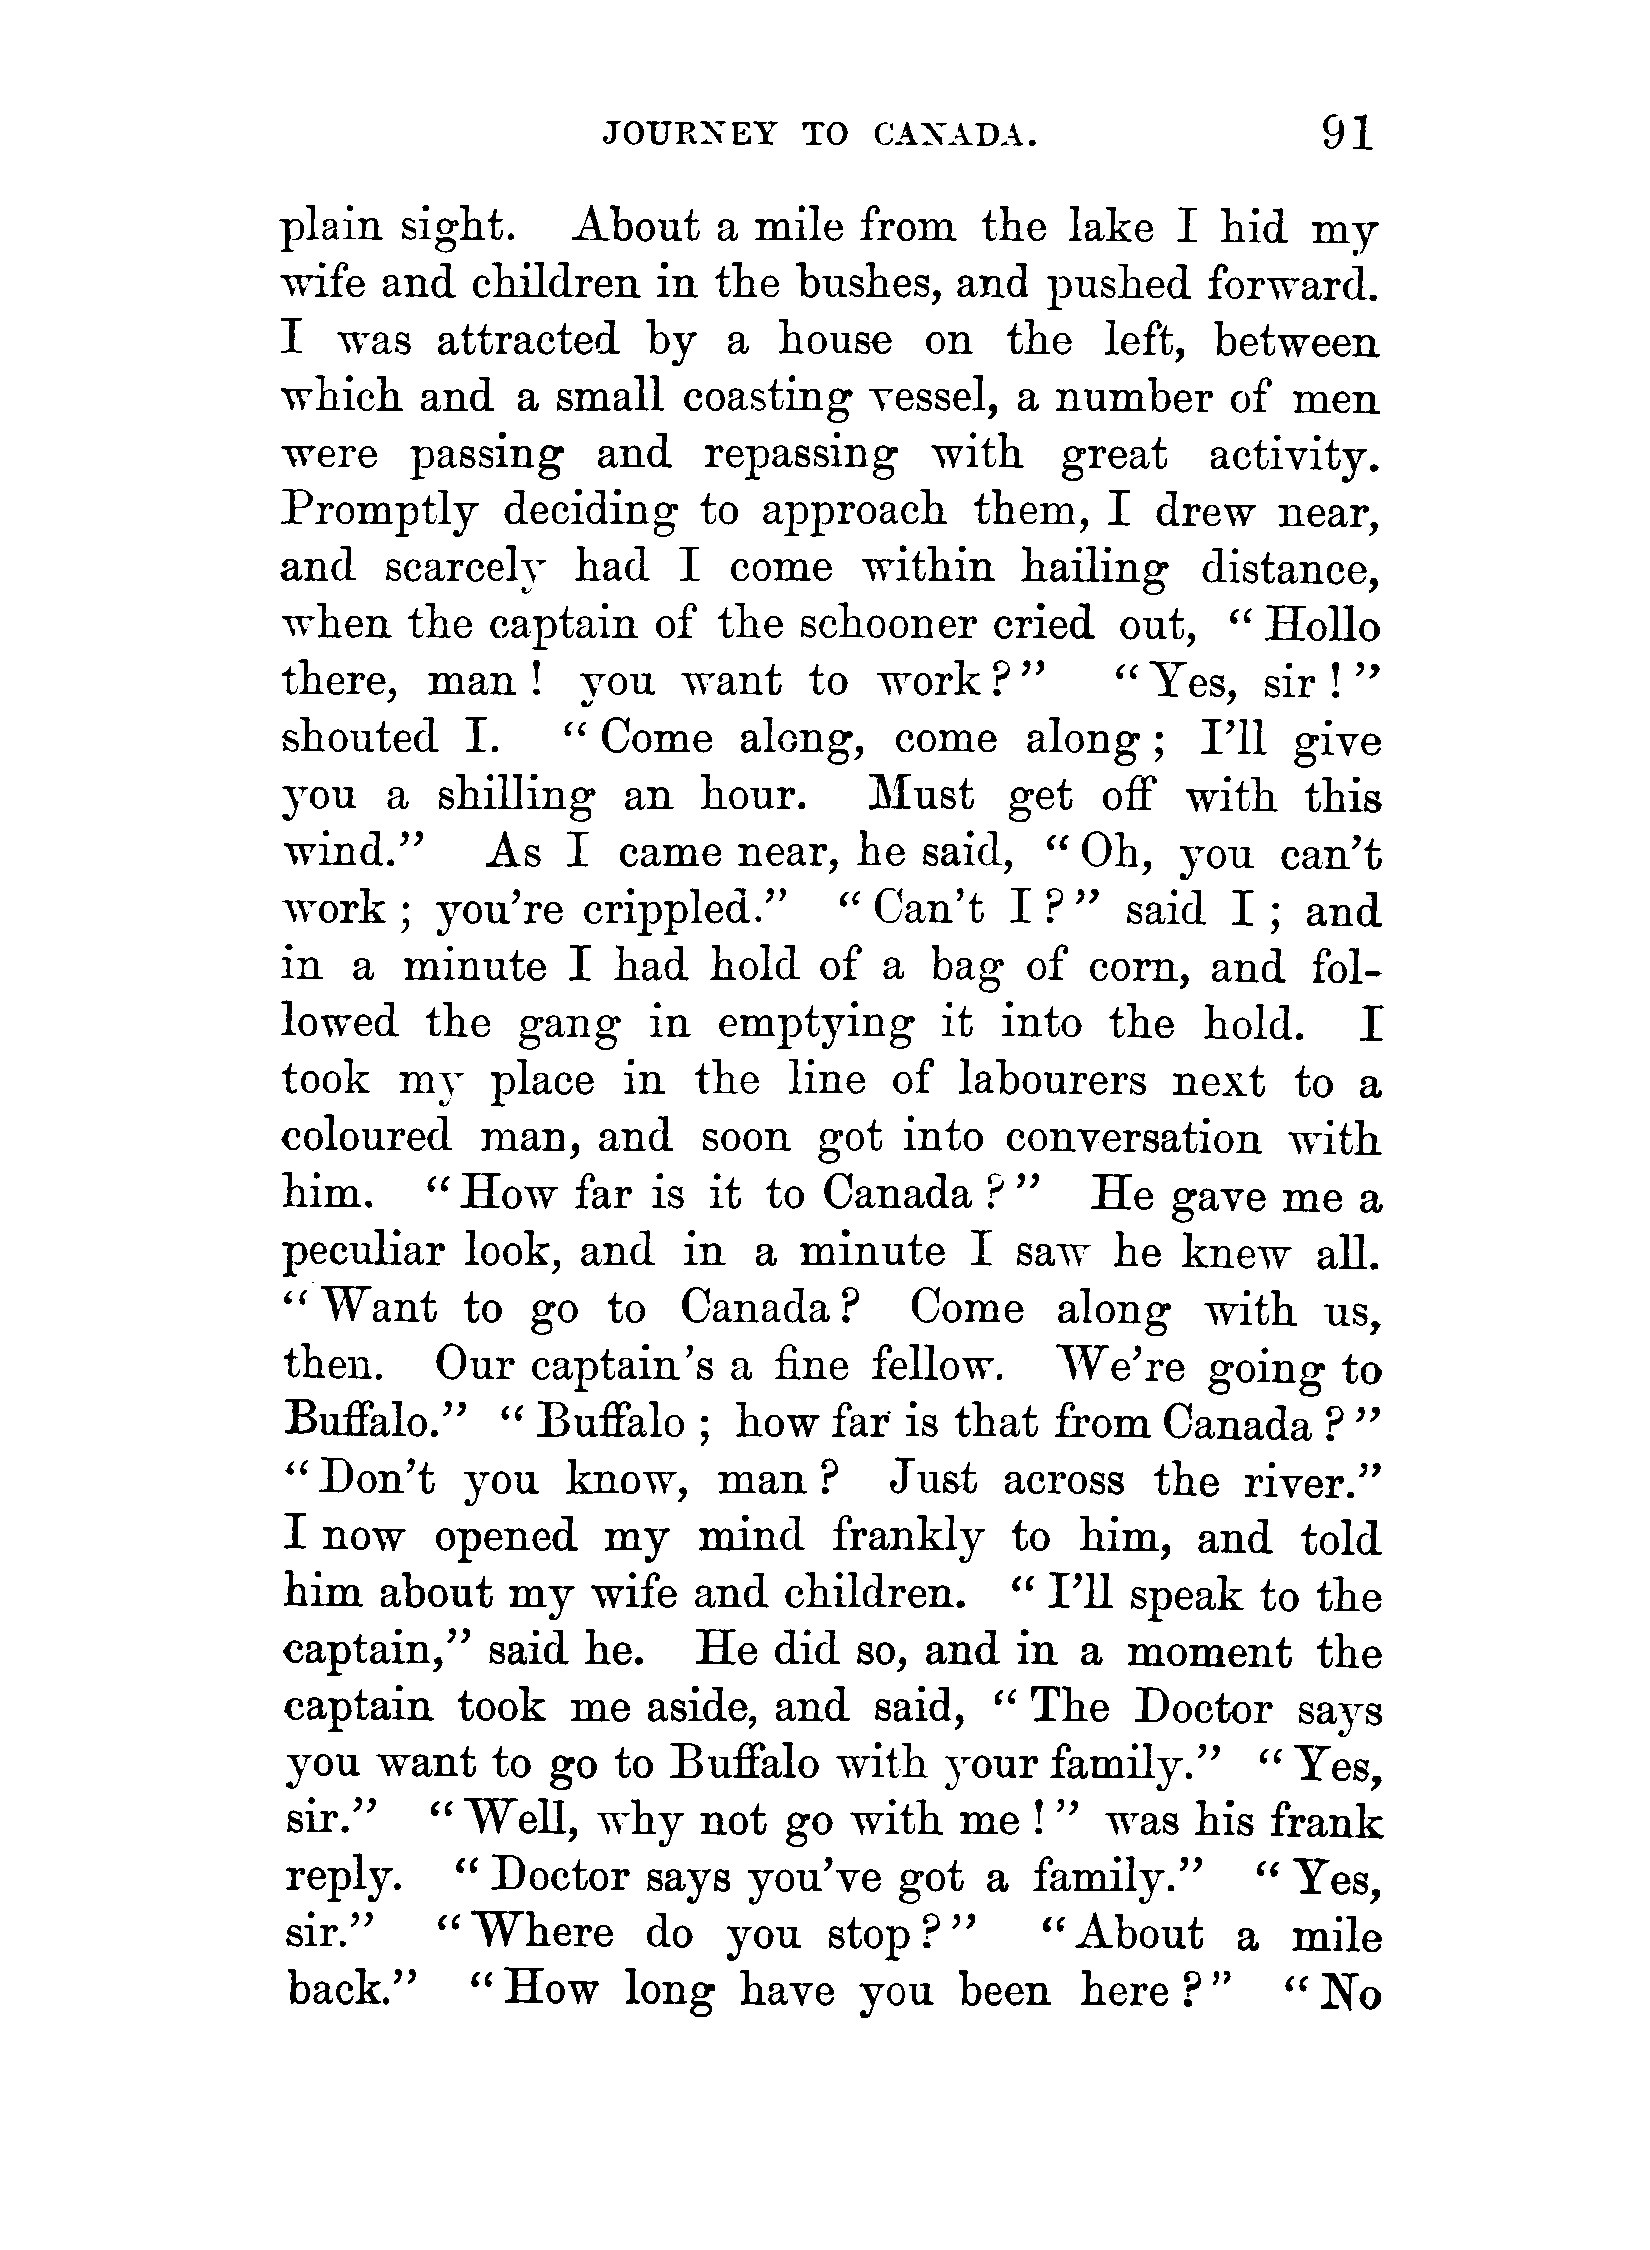 JOURNEY TO CANADA. 91
plain sight. About a mile from the lake I hid my
wife and children in the bushes, and pushed forward.
I was attracted by a house on the left, between
which and a small coasting vessel, a number of men
were passing and repassing with great activity.
Promptly deciding to approach them, I drew near,
and scarcely had I come within hailing distance,
when the captain of the schooner cried out, “Hollo
there, man! you want to work?” “Yes, sir!”
shouted I. “Come along, come along; I’ll give
you a shilling an hour. Must get off with this
wind.” As I came near, he said, “Oh, you can’t
work; you’re crippled.” “Can’t I?” said I; and
in a minute I had hold of a bag of corn, and fol-
lowed the gang in emptying it into the hold. I
took my place in the line of labourers next to a
coloured man, and soon got into conversation with
him. “How far is it to Canada?” He gave me a
peculiar look, and in a minute I saw he knew all.
“Want to go to Canada? Come along with us,
then. Our captain’s a fine fellow. We’re going to
Buffalo.” “Buffalo; how far is that from Canada?”
“Don’t you know, man? Just across the river.”
I now opened my mind frankly to him, and told
him about my wife and children. “I’ll speak to the
captain,” said he. He did so, and in a moment the
captain took me aside, and said, “The Doctor says
you want to go to Buffalo with your family.” “Yes,
sir.” “Well, why not go with me!” was his frank
reply. “Doctor says you’ve got a family.” “Yes,
sir.” “Where do you stop?” “About a mile
back.” “How long have you been here?” “No